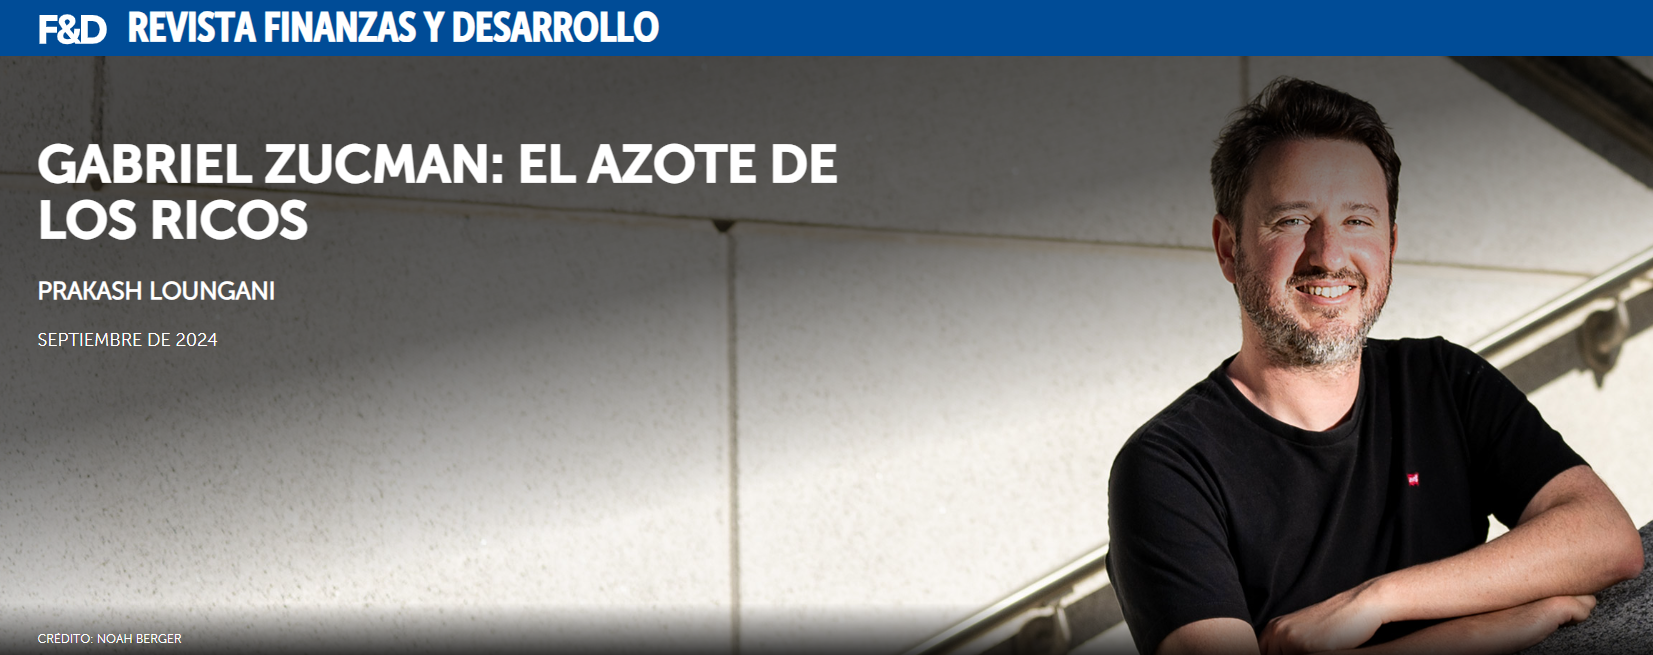 F&D REVISTA FINANZAS Y DESARROLLO
GABRIEL ZUCMAN: EL AZOTE DE
LOS RICOS
PRAKASH LOUNGANI
SEPTIEMBRE DE 2024
CRÉDITO: NOAH BERGER